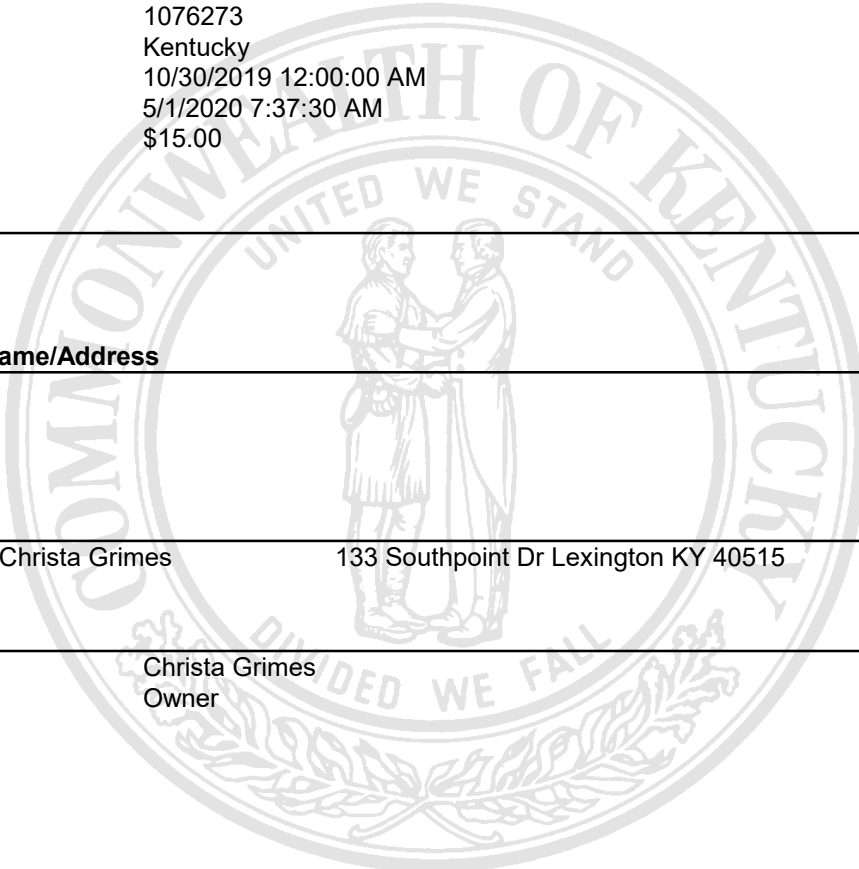 1076273
Kentucky
10/30/2019 12:00:00 AM
5/1/2020 7:37:30 AM
$15.00
COMMONWEALTH OF KENTUCKY
UNITED WE STAND
ame/Address
Christa Grimes 133 Southpoint Dr Lexington KY 40515
DIVIDED WE FALL
Christa Grimes
Owner